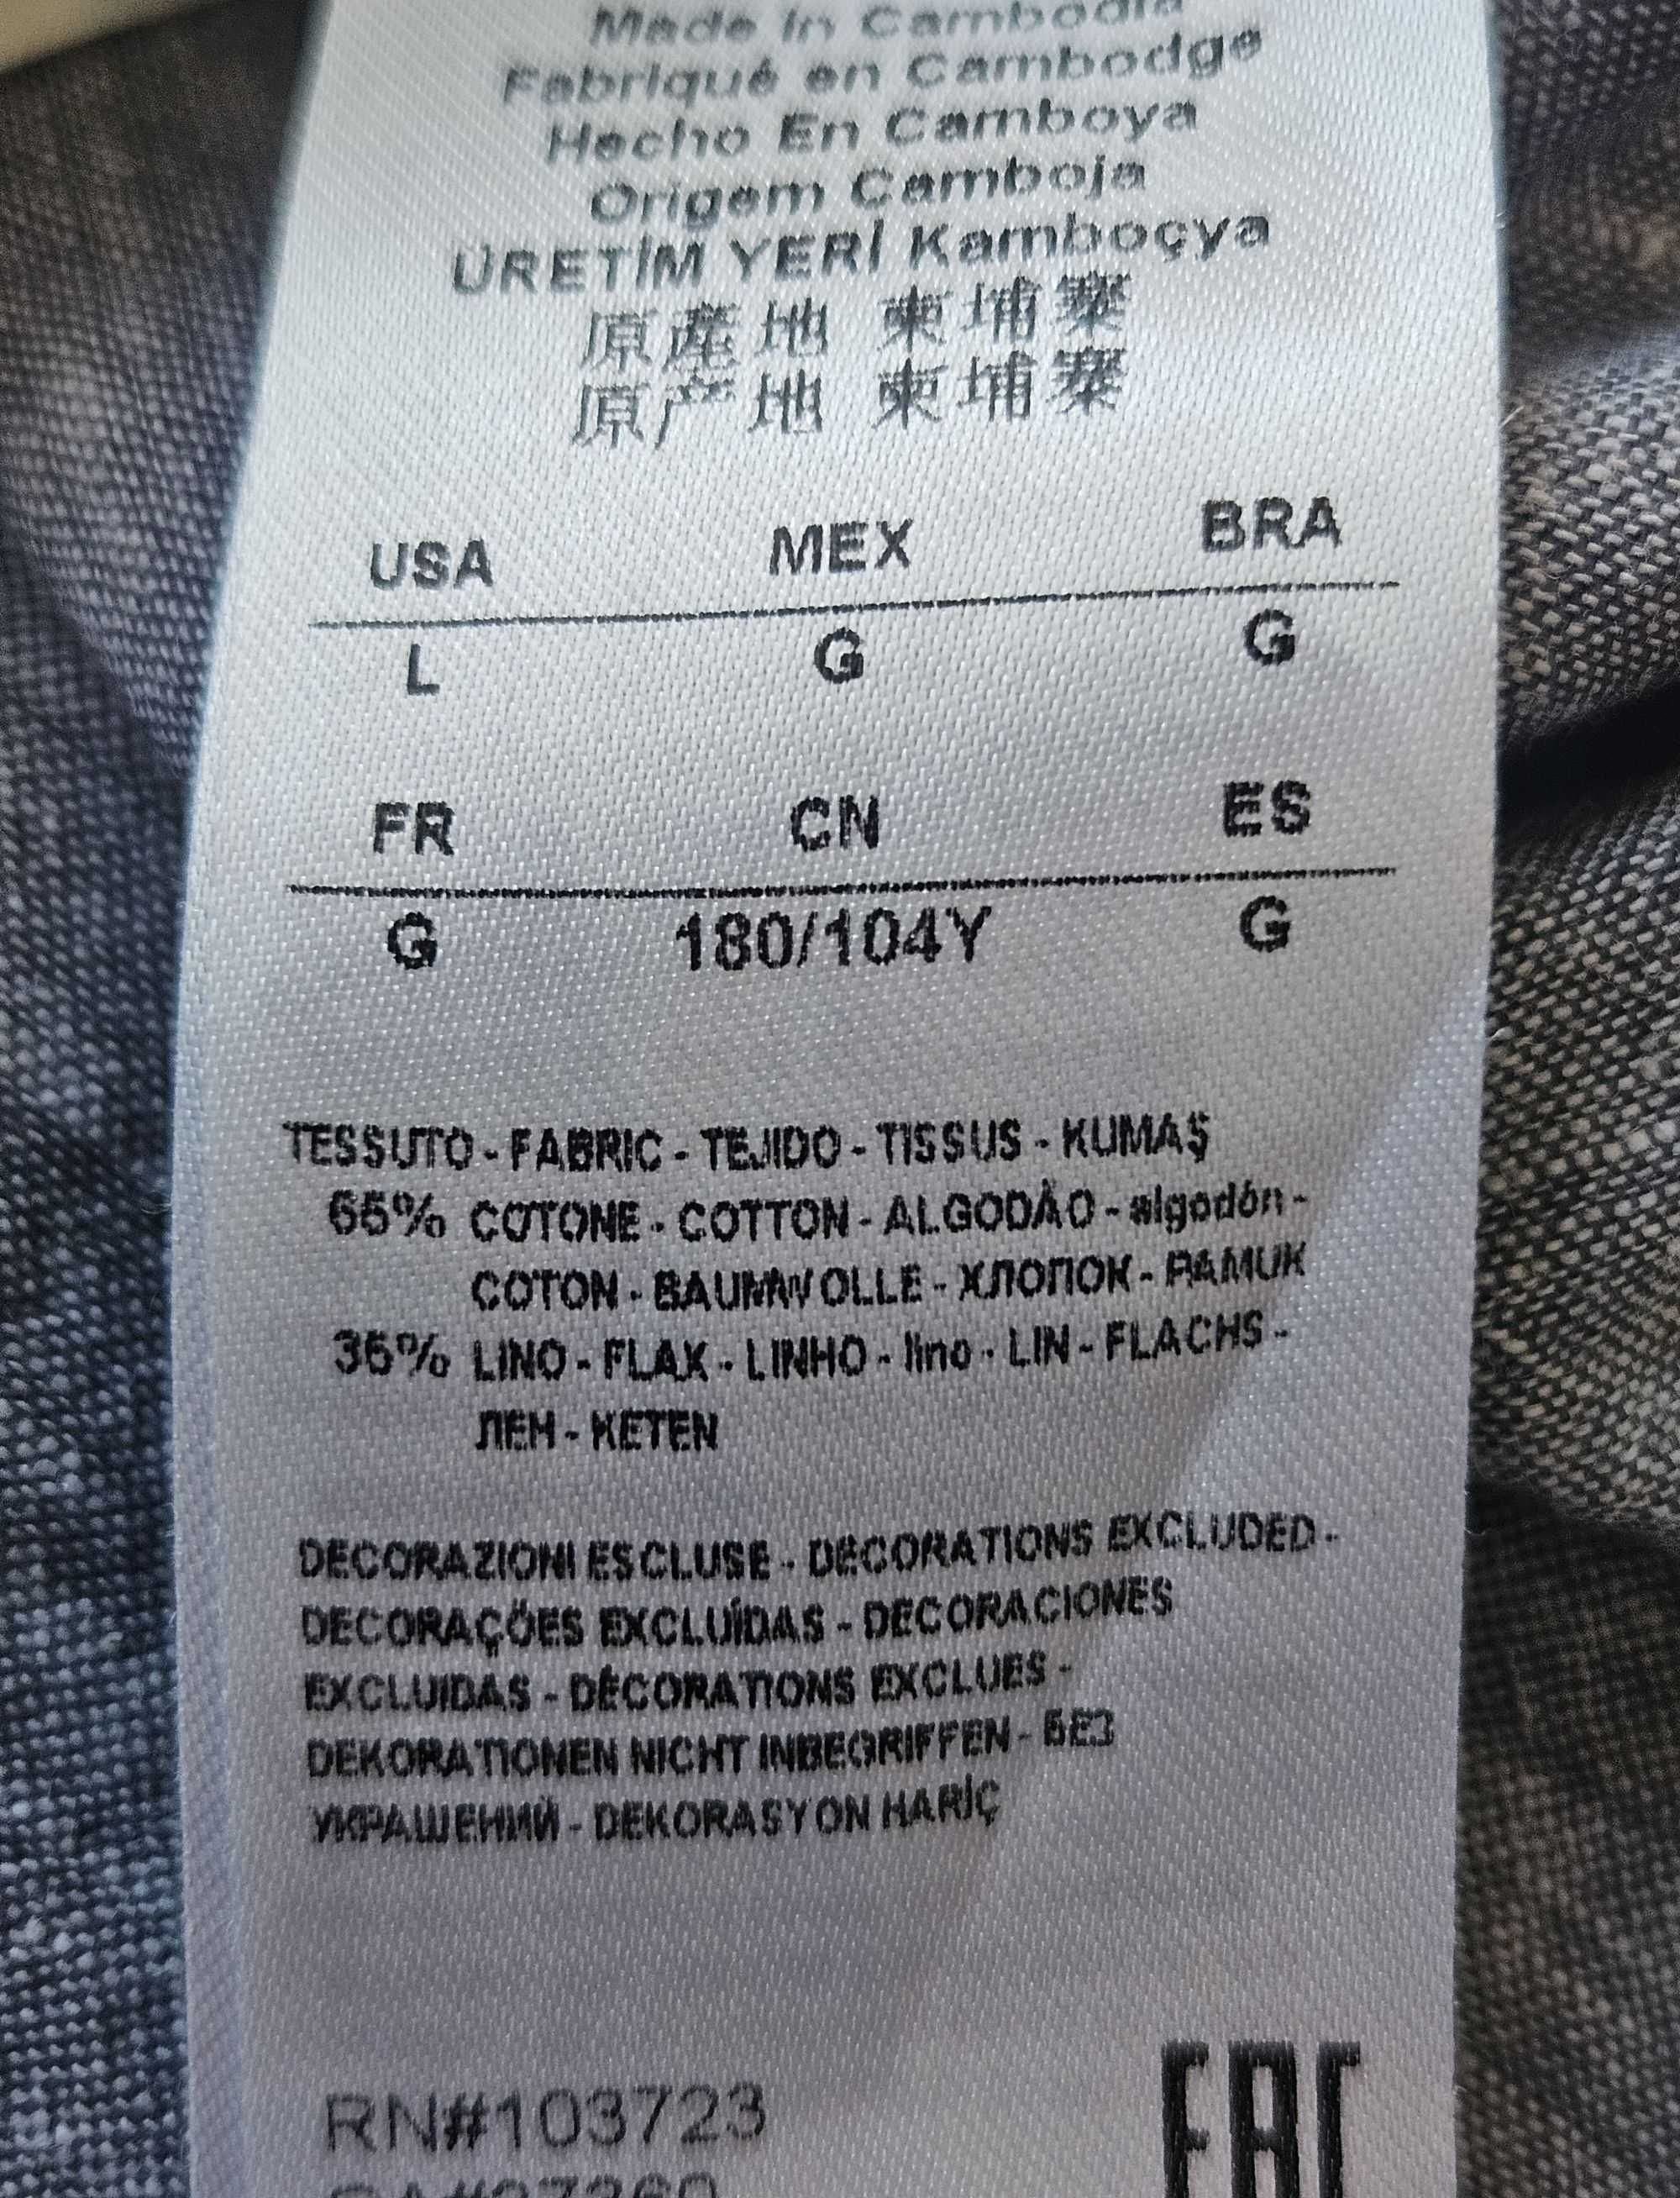 Made in Cambodia
Fabriqué en Cambodge
Hecho En Camboya
Origem Camboja
ÜRETİM YERİ Kamboçya
原產地 柬埔寨
原产地 柬埔寨
USA MEX BRA
L G G
FR CN ES
G 180/104Y G
TESSUTO - FABRIC - TEJIDO - TISSUS - KUMAŞ
65% COTONE - COTTON - ALGODÃO - algodón -
COTON - BAUMWOLLE - ХЛОПОК - PAMUK
35% LINO - FLAX - LINHO - lino - LIN - FLACHS -
ЛЕН - KETEN
DECORAZIONI ESCLUSE - DECORATIONS EXCLUDED -
DECORAÇÕES EXCLUÍDAS - DECORACIONES
EXCLUIDAS - DÉCORATIONS EXCLUES -
DEKORATIONEN NICHT INBEGRIFFEN - БЕЗ
УКРАШЕНИЙ - DEKORASYON HARİÇ
RN#103723
EAC